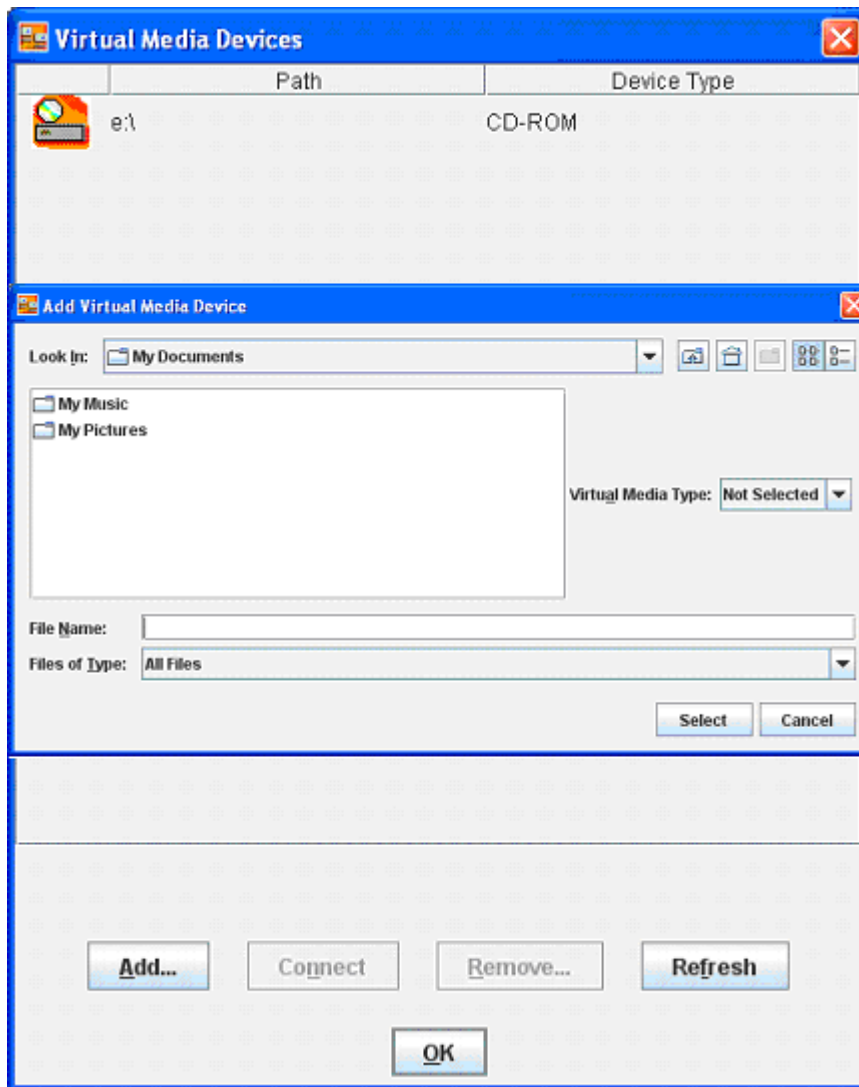 Virtual Media Devices
Path Device Type
e:\ CD-ROM
Add Virtual Media Device
Look In: My Documents
My Music
My Pictures
Virtual Media Type: Not Selected
File Name:
Files of Type: All Files
Select Cancel
Add... Connect Remove... Refresh
OK